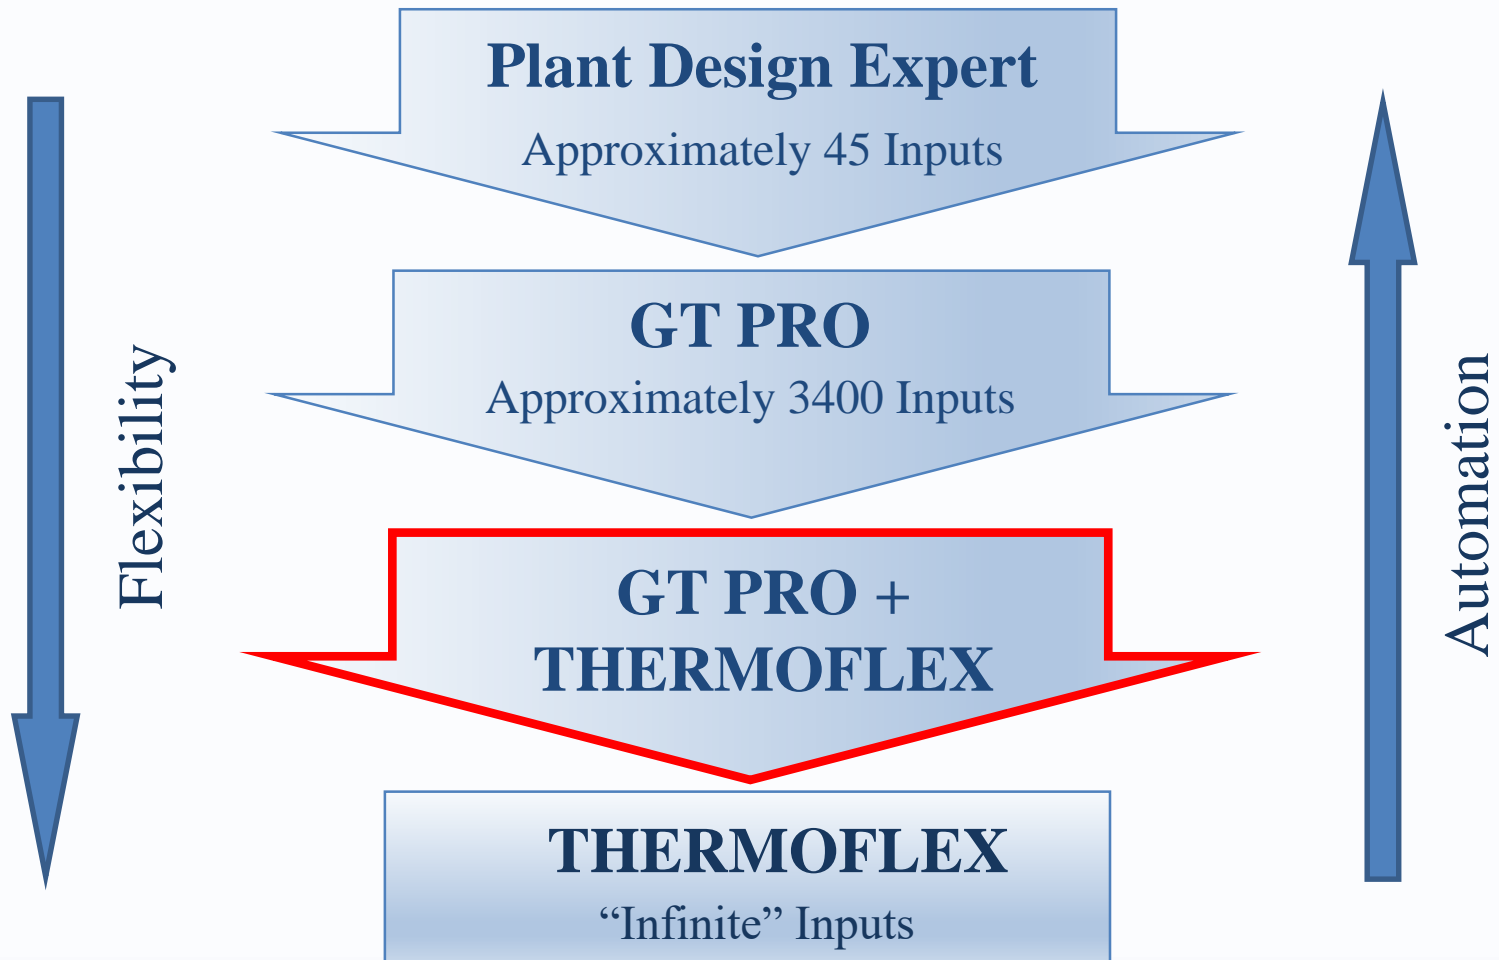 Plant Design Expert
Approximately 45 Inputs
GT PRO
Approximately 3400 Inputs
GT PRO +
THERMOFLEX
THERMOFLEX
“Infinite” Inputs
Flexibility
Automation